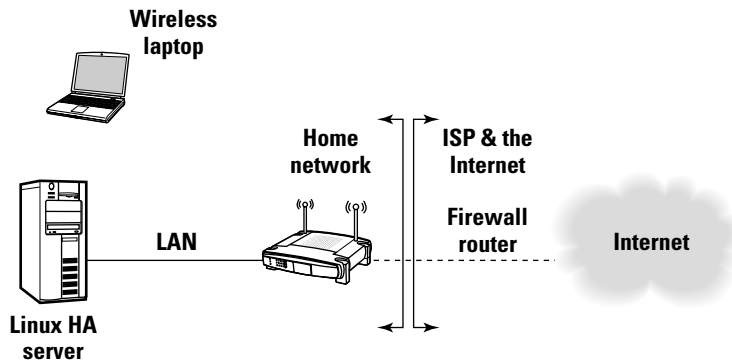 Wireless
laptop
Home
network
ISP & the
Internet
LAN
Firewall
router
Internet
Linux HA
server